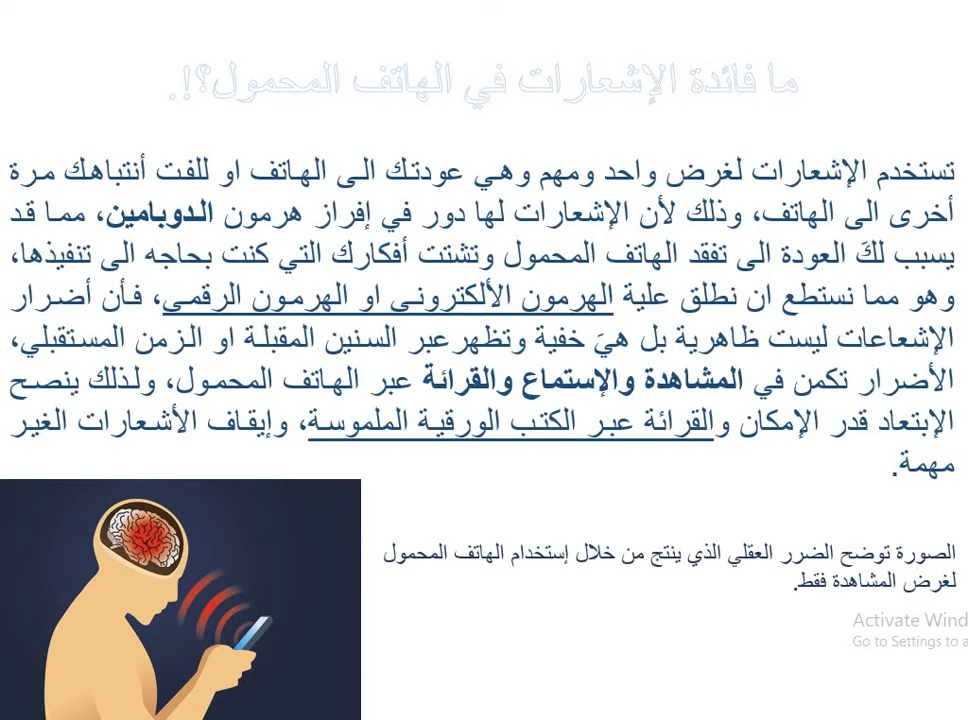 ما فائدة الإشعارات في الهاتف المحمول؟!.
تستخدم الإشعارات لغرض واحد ومهم وهي عودتك الى الهاتف او للفت أنتباهك مرة
أخرى الى الهاتف، وذلك لأن الإشعارات لها دور في إفراز هرمون الدوبامين، مما قد
يسبب لكَ العودة الى تفقد الهاتف المحمول وتشتت أفكارك التي كنت بحاجه الى تنفيذها،
وهو مما نستطع ان نطلق علية الهرمون الألكتروني او الهرمون الرقمي، فأن أضرار
الإشعاعات ليست ظاهرية بل هيَ خفية وتظهرعبر السنين المقبلة او الزمن المستقبلي،
الأضرار تكمن في المشاهدة والإستماع والقرائة عبر الهاتف المحمول، ولذلك ينصح
الإبتعاد قدر الإمكان والقرائة عبر الكتب الورقية الملموسة، وإيقاف الأشعارات الغير
مهمة.
الصورة توضح الضرر العقلي الذي ينتج من خلال إستخدام الهاتف المحمول
لغرض المشاهدة فقط.
Activate Wind
Go to Settings to a